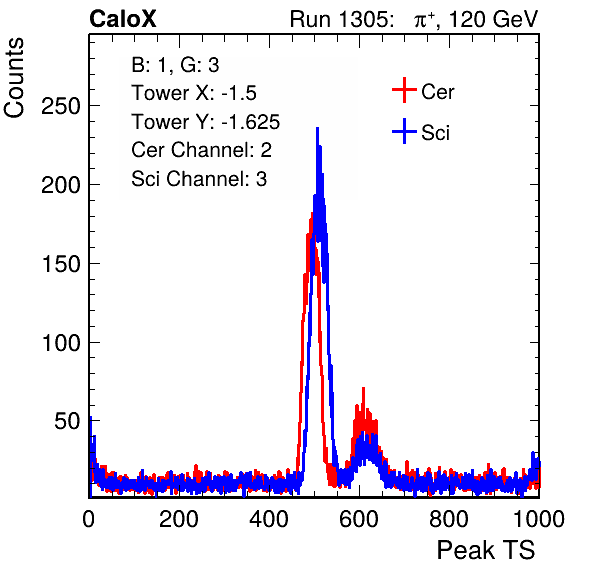 CaloX Run 1305: π⁺, 120 GeV
Counts
B: 1, G: 3
Tower X: -1.5
Tower Y: -1.625
Cer Channel: 2
Sci Channel: 3
Cer
Sci
250
200
150
100
50
0 200 400 600 800 1000
Peak TS